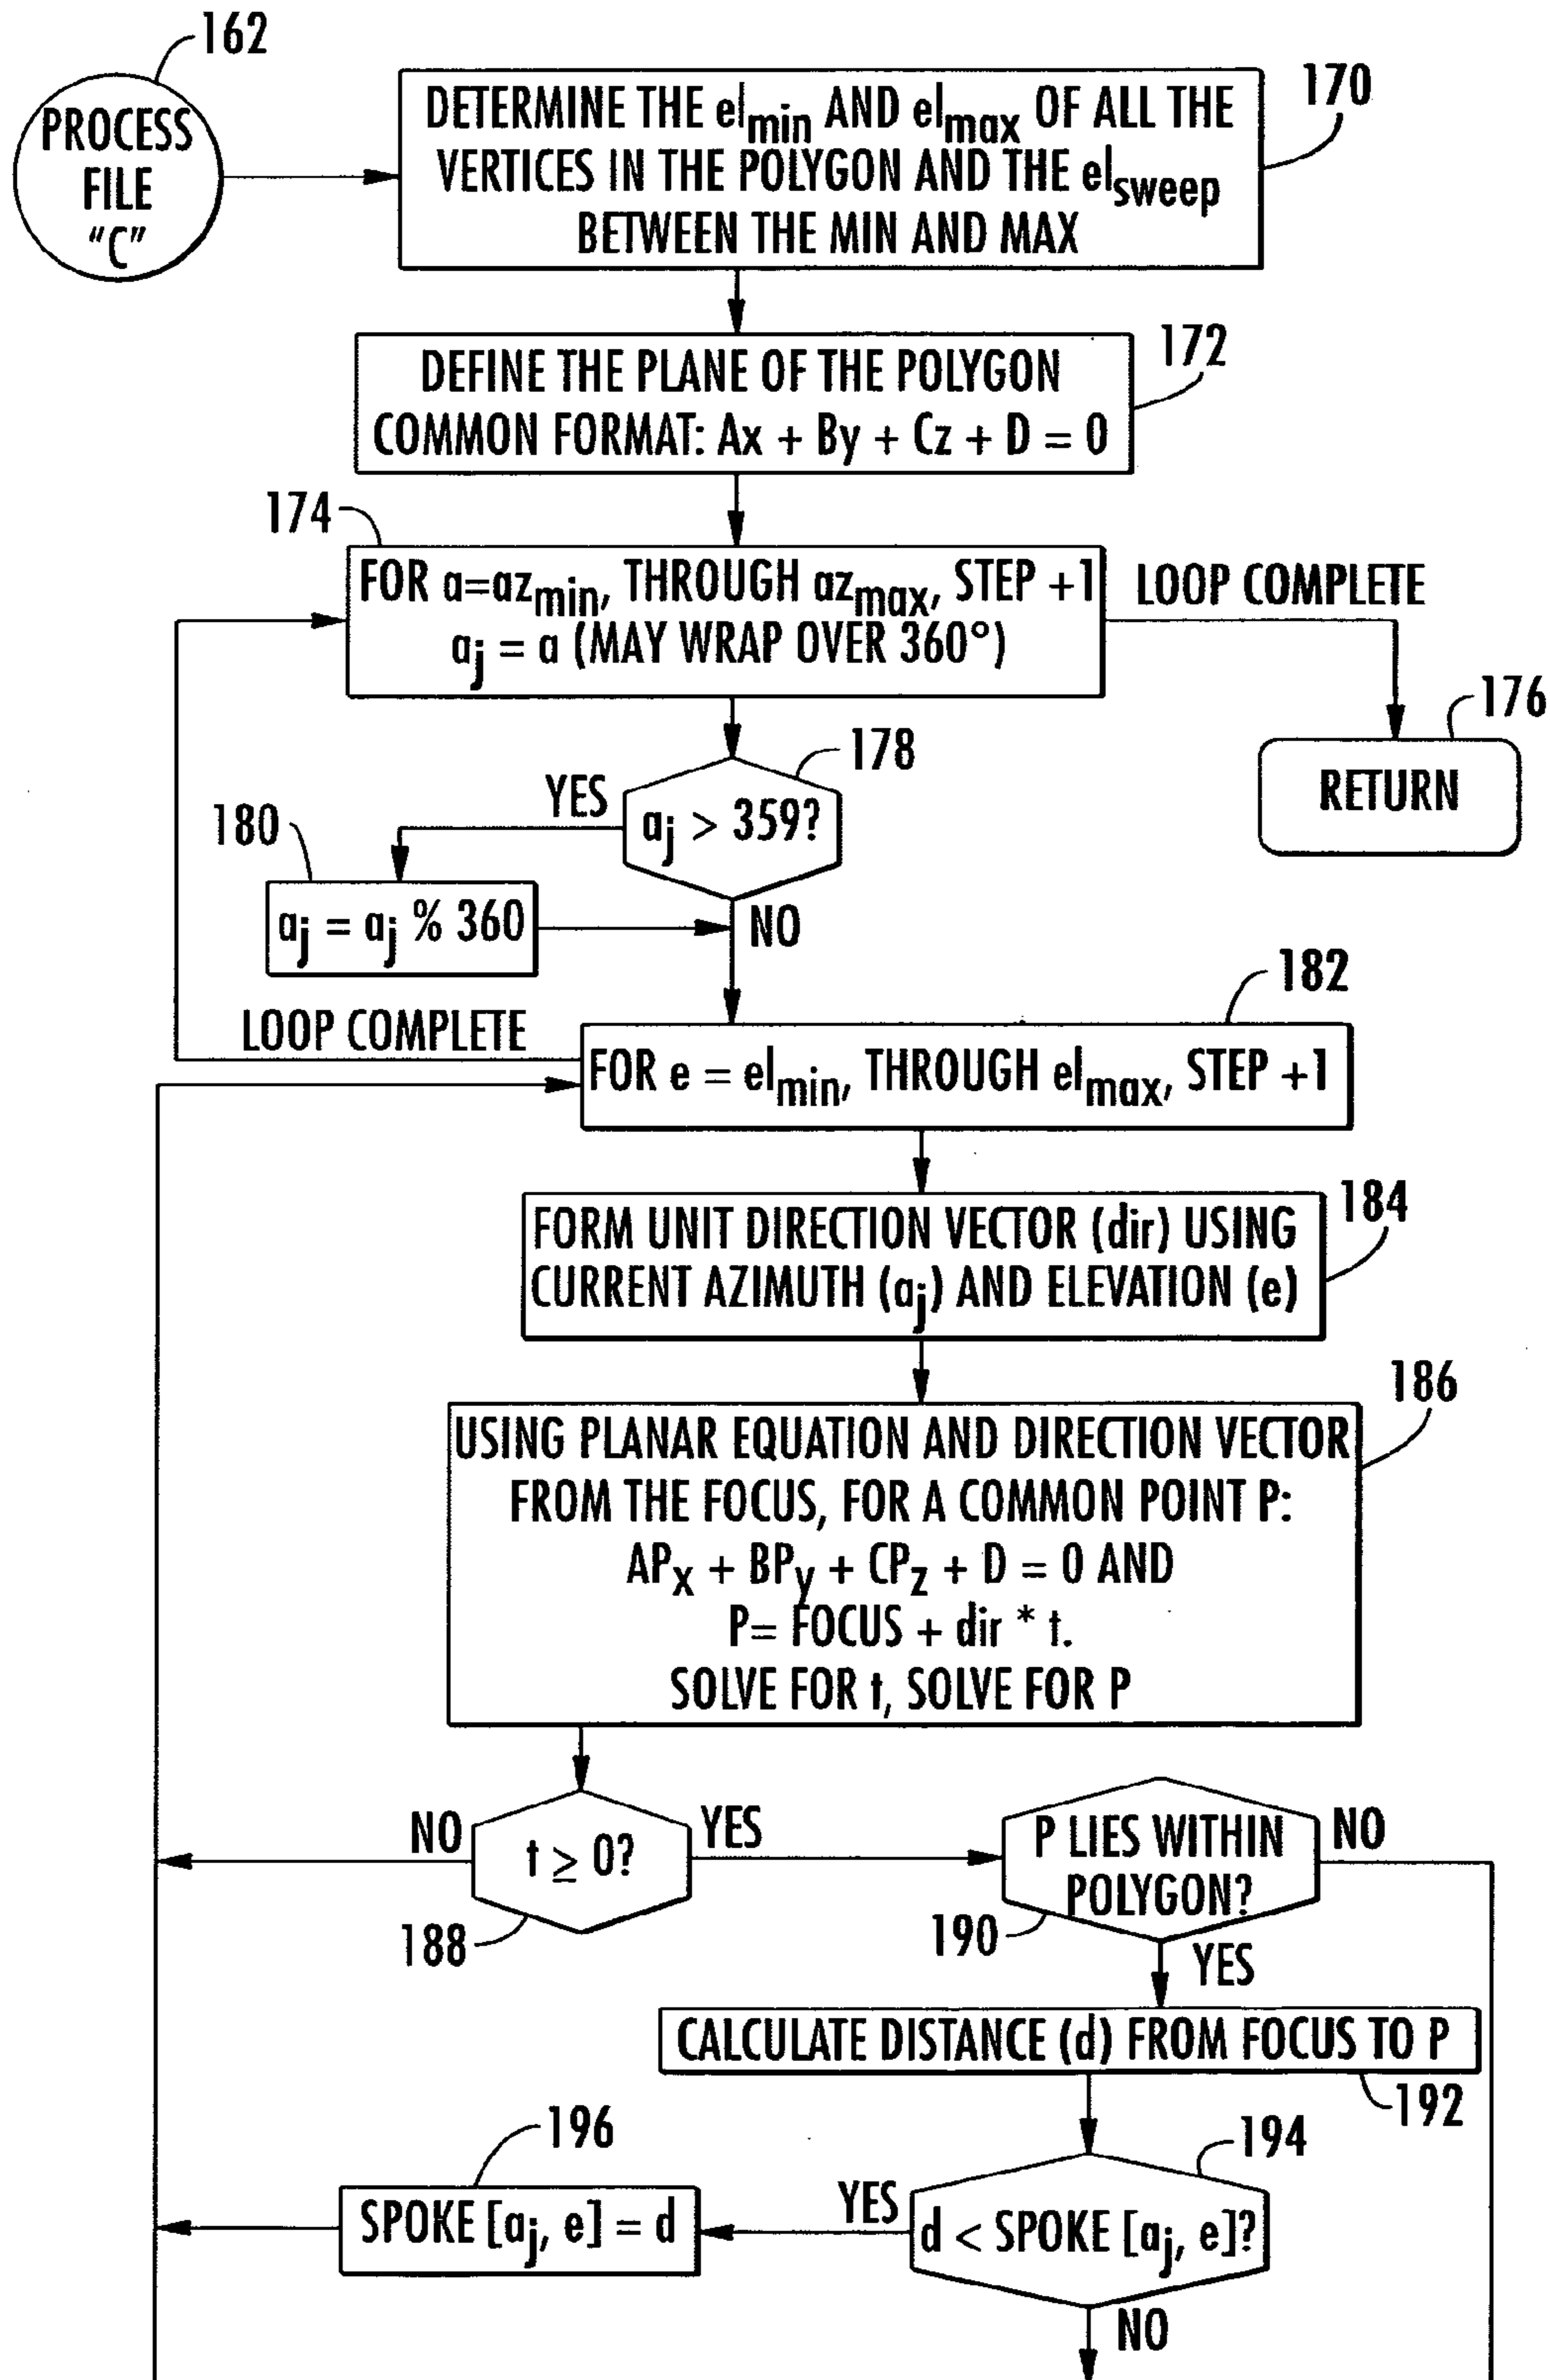 162
PROCESS
FILE
“C”
DETERMINE THE elmin AND elmax OF ALL THE
VERTICES IN THE POLYGON AND THE elsweep
BETWEEN THE MIN AND MAX
170
DEFINE THE PLANE OF THE POLYGON
COMMON FORMAT: Ax + By + Cz + D = 0
172
174
FOR a=azmin, THROUGH azmax, STEP +1
aj = a (MAY WRAP OVER 360°)
LOOP COMPLETE
176
RETURN
178
YES
aj > 359?
180
aj = aj % 360
NO
182
LOOP COMPLETE
FOR e = elmin, THROUGH elmax, STEP +1
FORM UNIT DIRECTION VECTOR (dir) USING
CURRENT AZIMUTH (aj) AND ELEVATION (e)
184
186
USING PLANAR EQUATION AND DIRECTION VECTOR
FROM THE FOCUS, FOR A COMMON POINT P:
APx + BPy + CPz + D = 0 AND
P= FOCUS + dir * t.
SOLVE FOR t, SOLVE FOR P
NO
t ≥ 0?
YES
188
P LIES WITHIN
POLYGON?
NO
190
YES
CALCULATE DISTANCE (d) FROM FOCUS TO P
192
194
d < SPOKE [aj, e]?
YES
196
SPOKE [aj, e] = d
NO